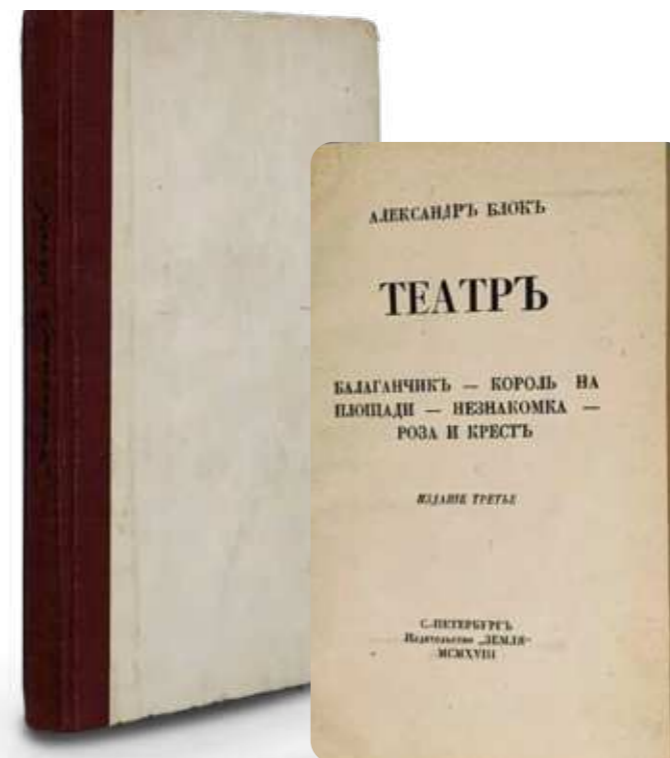 АЛЕКСАНДРЪ БЛОКЪ
ТЕАТРЪ
БАЛАГАНЧИКЪ — КОРОЛЬ НА
ПЛОЩАДИ — НЕЗНАКОМКА —
РОЗА И КРЕСТЪ
ИЗДАНІЕ ТРЕТЬЕ
С.-ПЕТЕРБУРГЪ
Издательство „ЗЕМЛЯ“
MCMXVIII